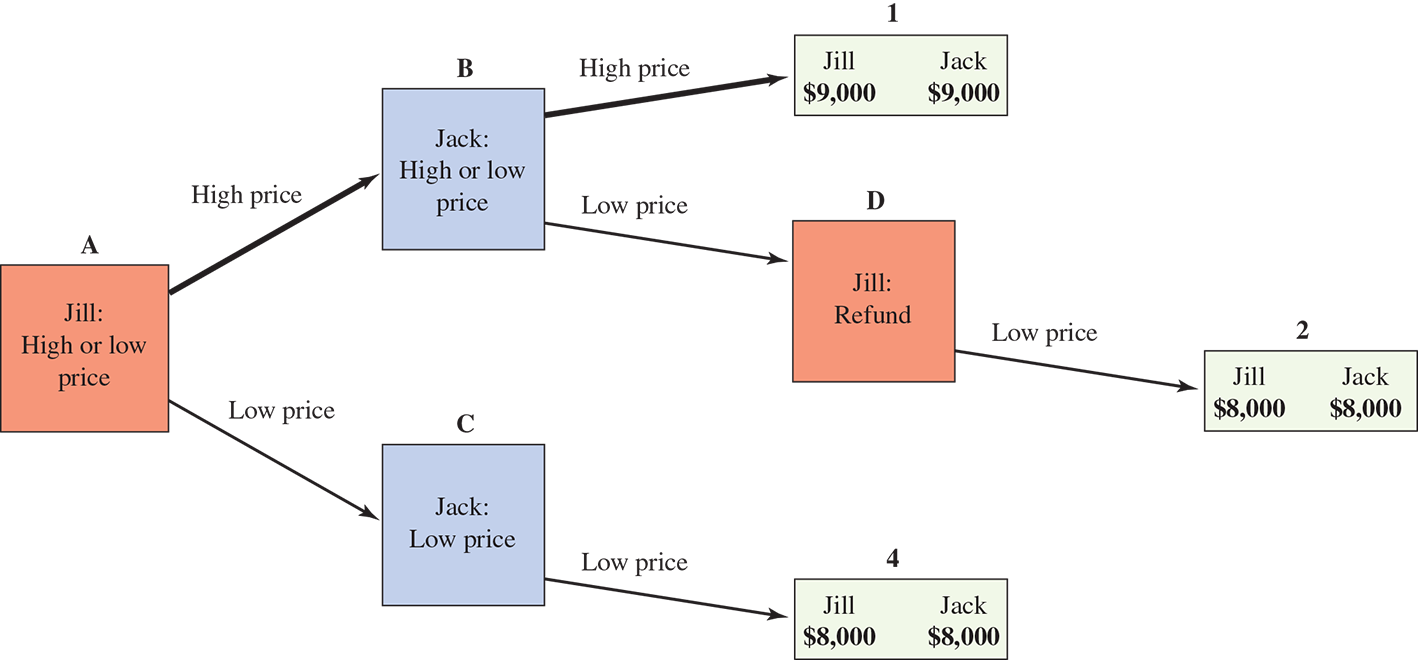 1
Jill Jack
$9,000 $9,000
B
High price
Jack:
High or low
price
High price
Low price
D
A
Jill:
Refund
Jill:
High or low
price
Low price
2
Jill Jack
$8,000 $8,000
Low price
C
Jack:
Low price
Low price
4
Jill Jack
$8,000 $8,000